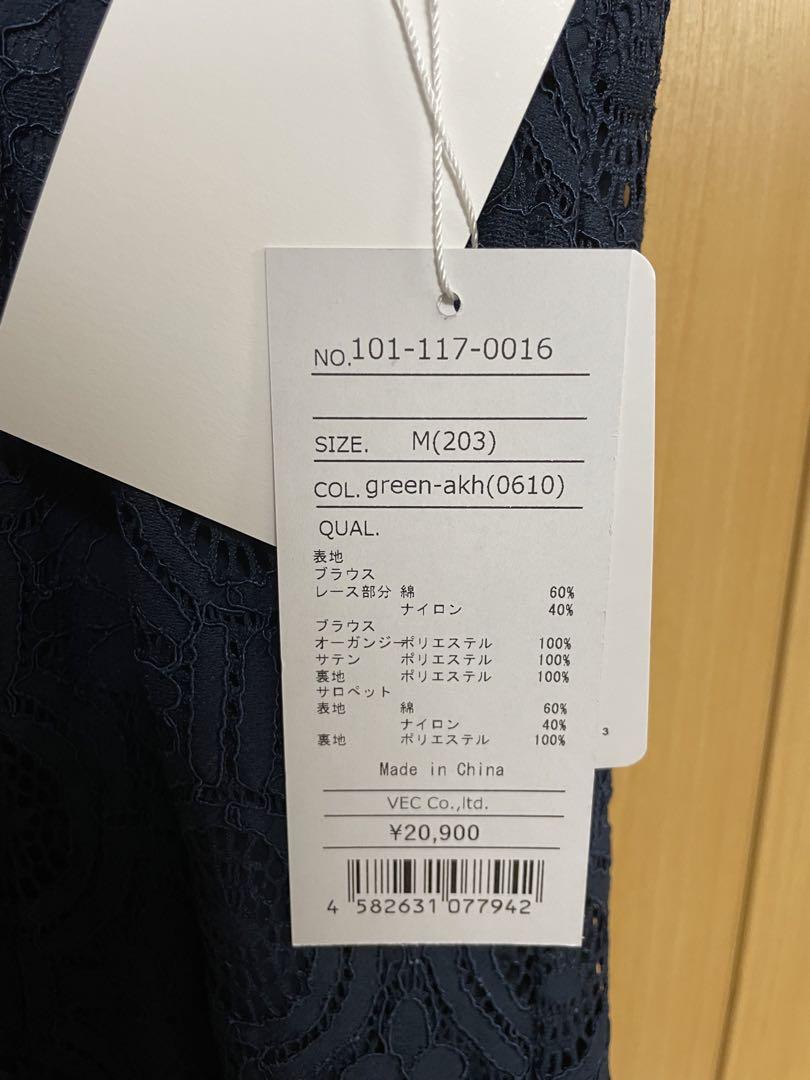 NO. 101-117-0016
SIZE. M(203)
COL. green-akh(0610)
QUAL.
表地
ブラウス
レース部分 綿 60%
ナイロン 40%
ブラウス
オーガンジー ポリエステル 100%
サテン ポリエステル 100%
裏地 ポリエステル 100%
サロペット
表地 綿 60%
ナイロン 40%
裏地 ポリエステル 100%
3
Made in China
VEC Co.,ltd.
¥20,900
4 582631 077942